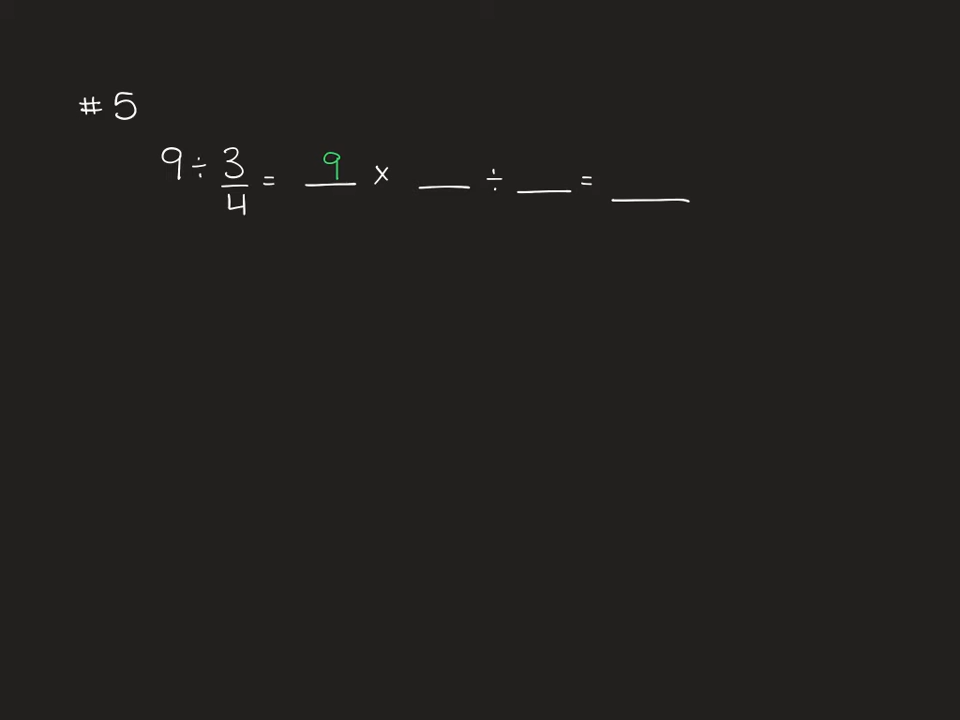 # 5
9 ÷ 3/4 = 9 × ___ ÷ ___ = ___